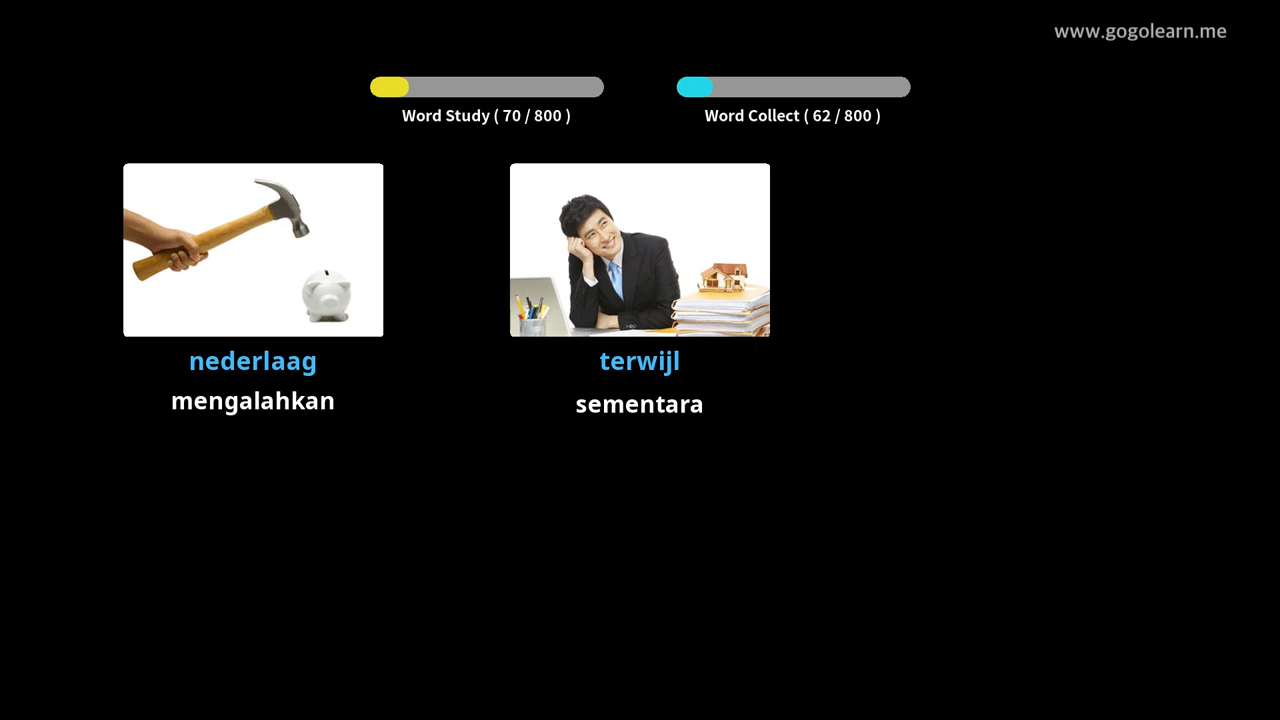 www.gogolearn.me
Word Study ( 70 / 800 )
Word Collect ( 62 / 800 )
nederlaag
mengalahkan
terwijl
sementara